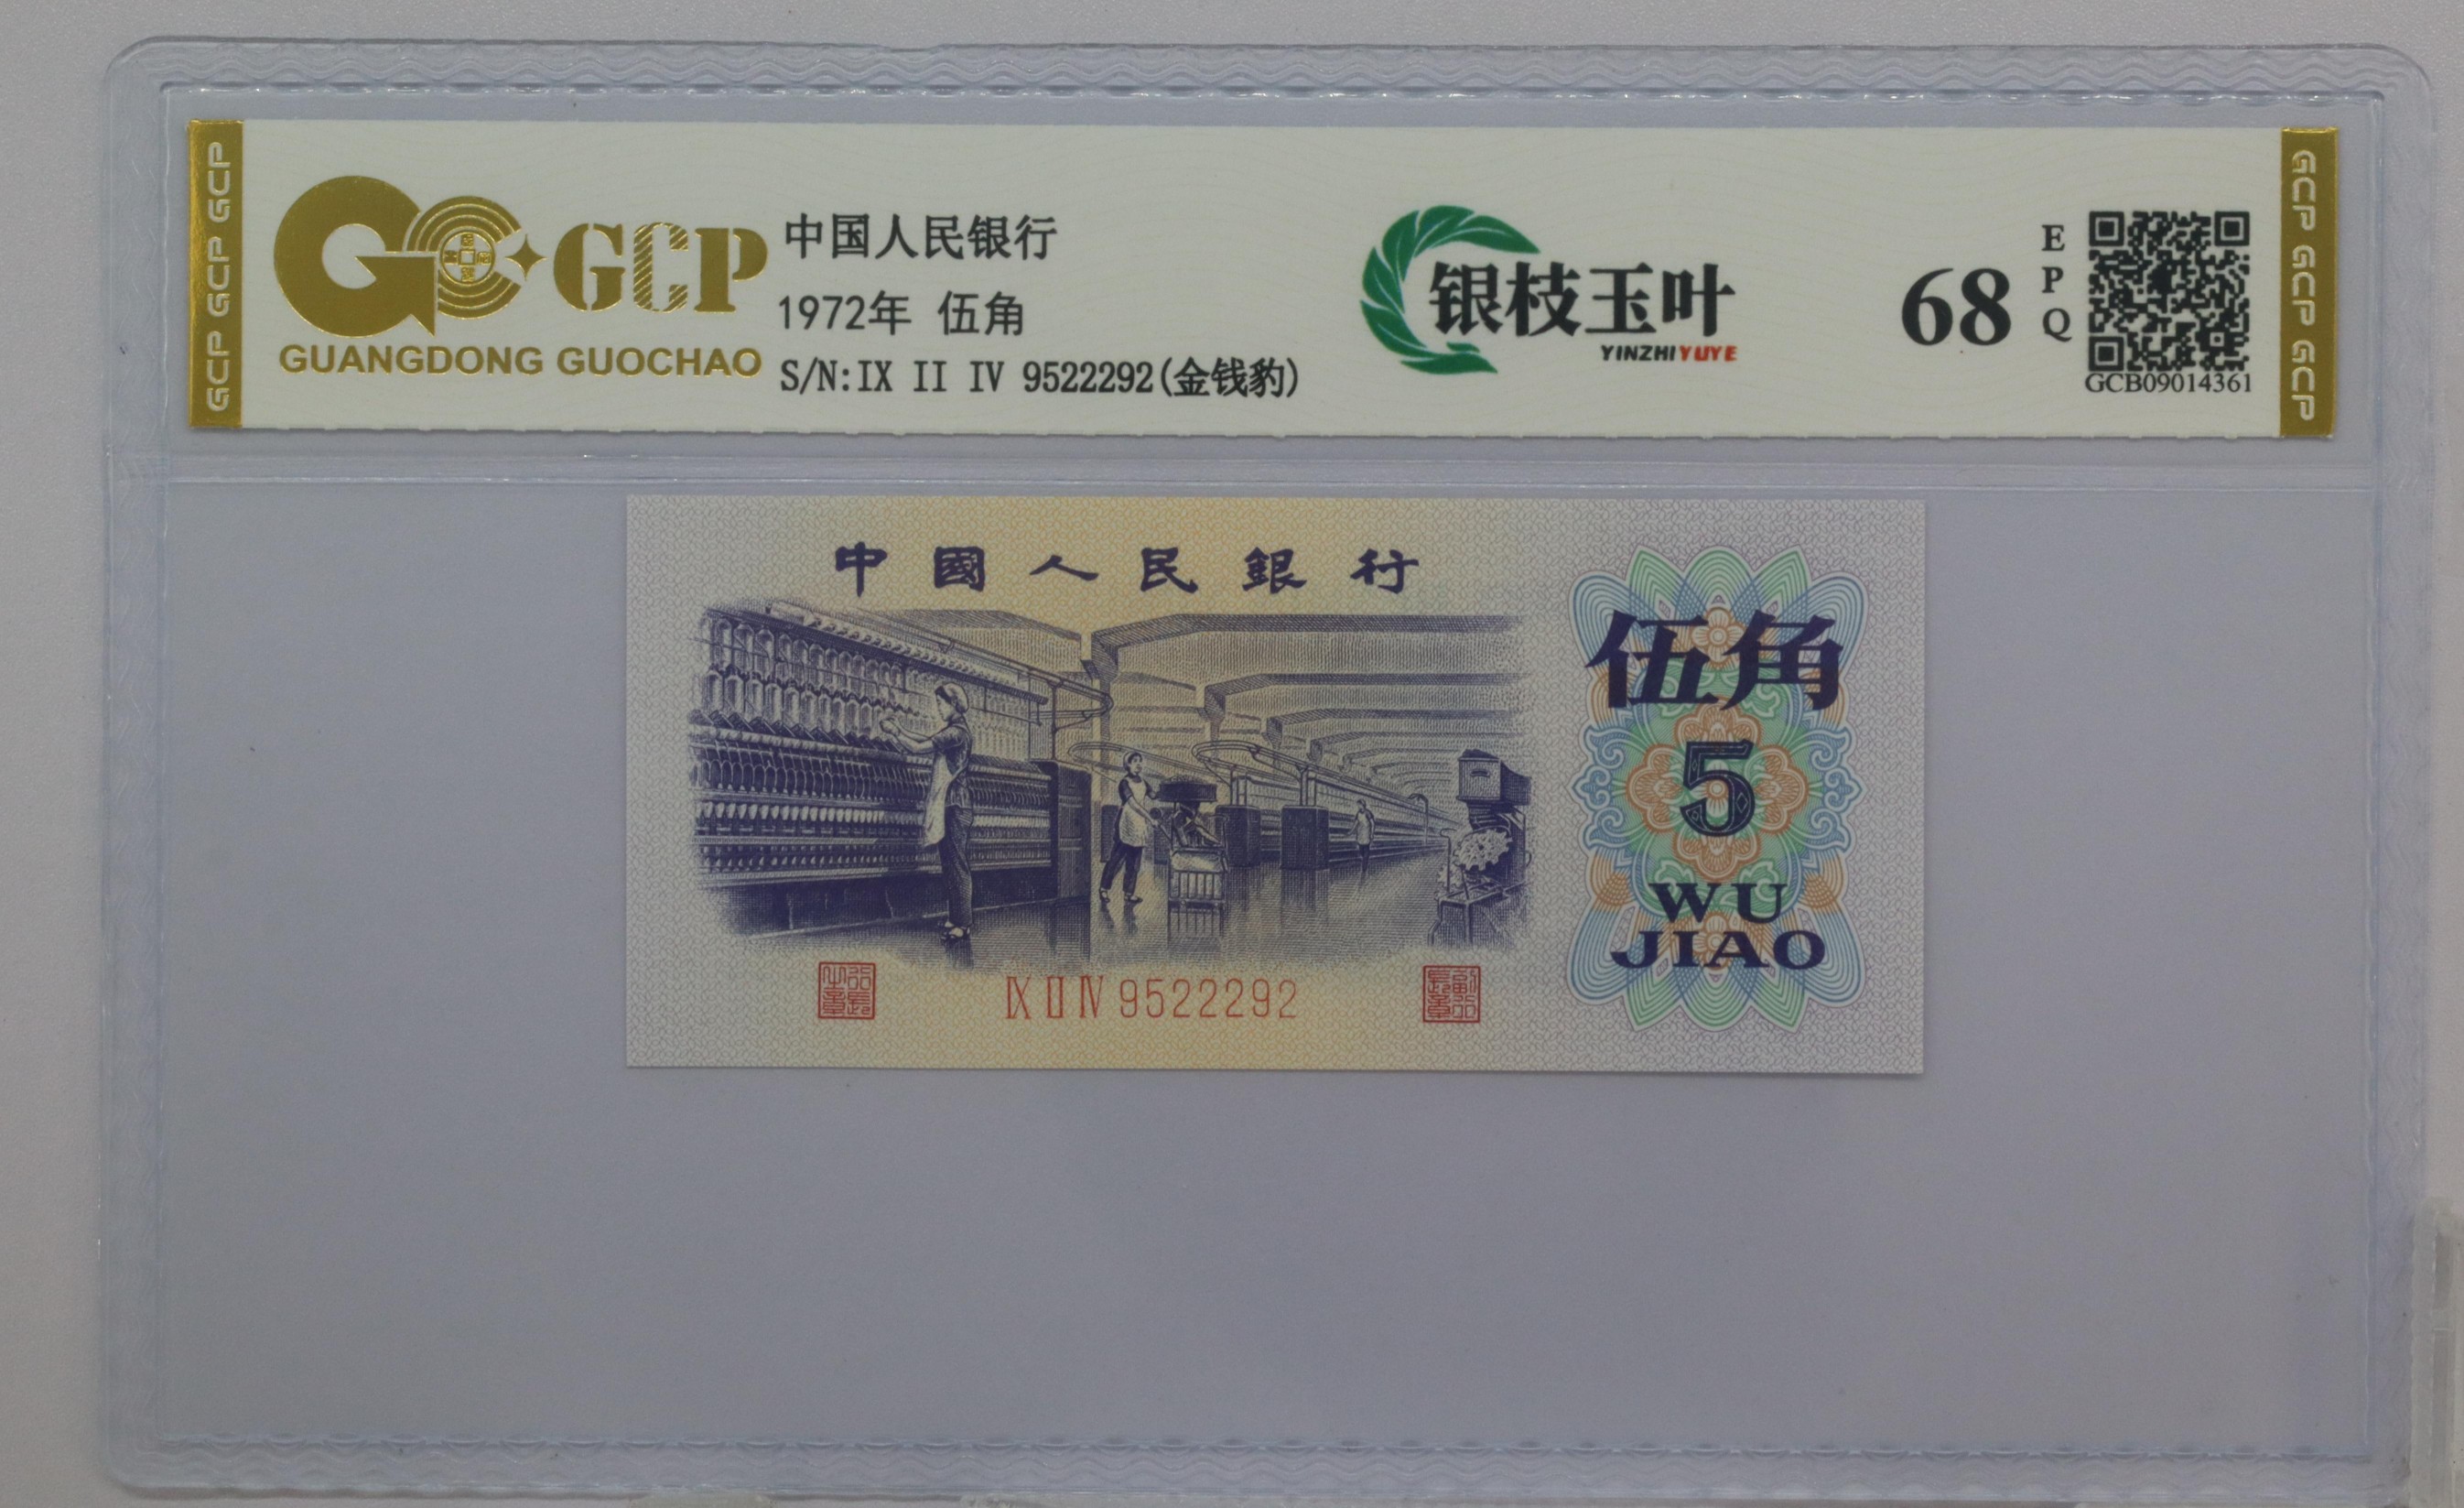 GCP GCP GCP
GCP
GUANGDONG GUOCHAO
中国人民银行
1972年 伍角
S/N:IX II IV 9522292(金钱豹)
银枝玉叶
YINZHIYUYE
68
EPQ
GCB09014361
GCP GCP GCP
中國人民銀行
伍角
5
WU
JIAO
IX II IV 9522292